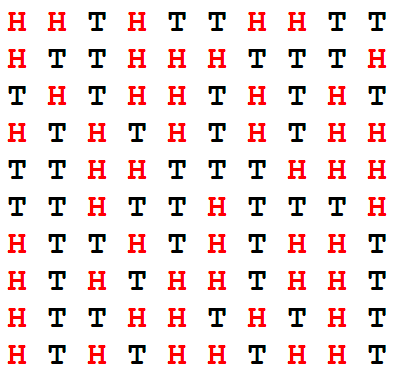 H H T H T T H H T T
H T T H H H T T T H
T H T H H T H T H T
H T H T H T H T H H
T T H H T T T H H H
T T H T T H T T T H
H T T H T H T H H T
H T H T H H T H H T
H T T H H T H T H T
H T H T H H T H H T